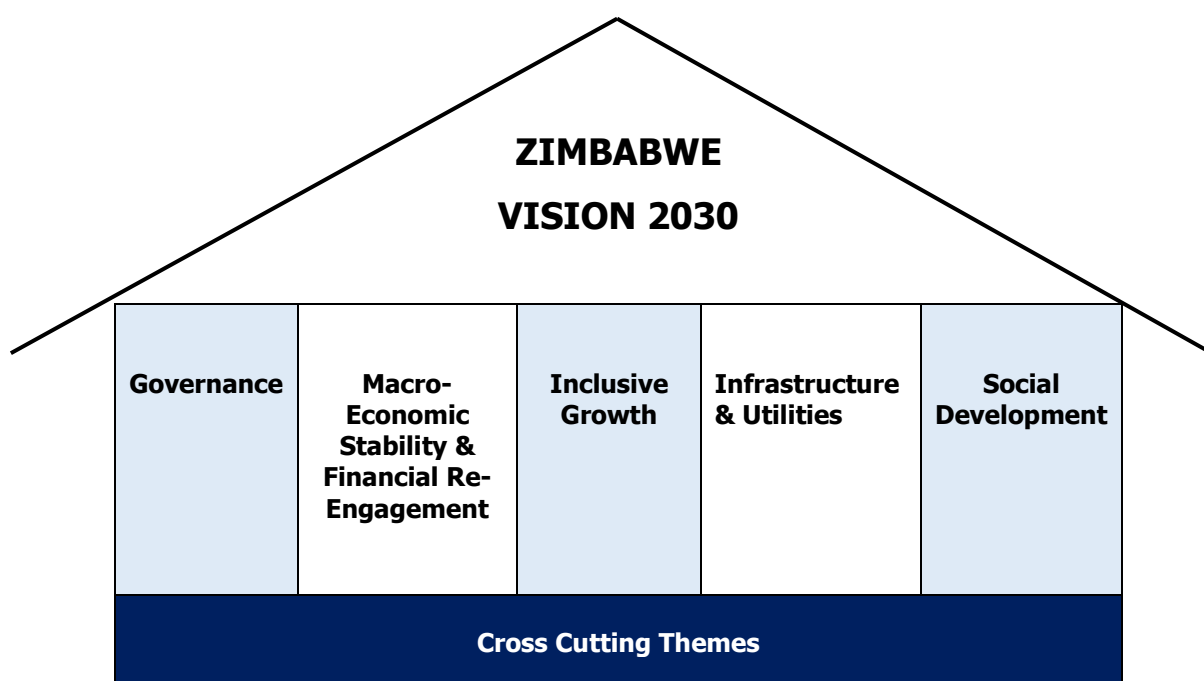 ZIMBABWE
VISION 2030
Governance
Macro-
Economic
Stability &
Financial Re-
Engagement
Inclusive
Growth
Infrastructure
& Utilities
Social
Development
Cross Cutting Themes